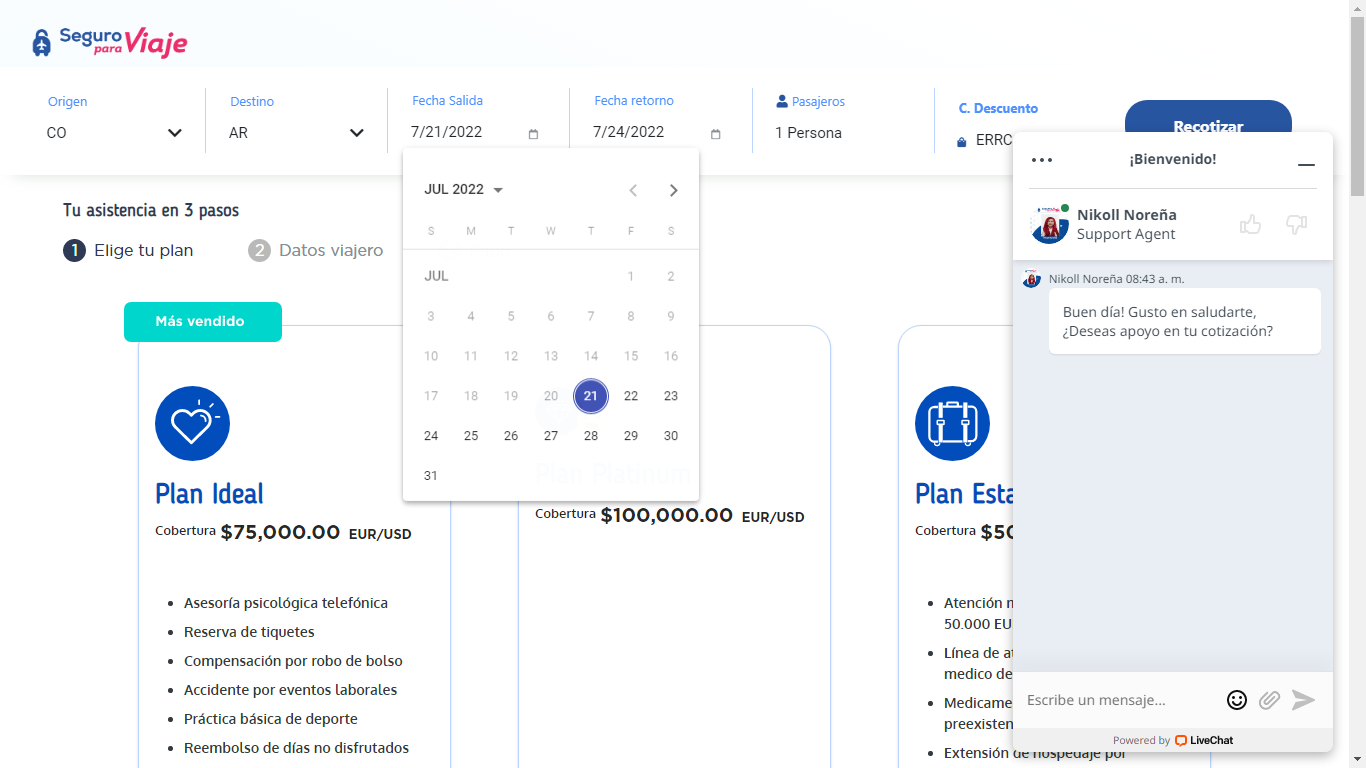 Seguro
para Viaje
Origen
Destino
Fecha Salida
Fecha retorno
Pasajeros
C. Descuento
CO
AR
7/21/2022
7/24/2022
1 Persona
ERRC
Recotizar
Tu asistencia en 3 pasos
1 Elige tu plan
2 Datos viajero
JUL 2022
S M T W T F S
JUL 1 2
3 4 5 6 7 8 9
10 11 12 13 14 15 16
17 18 19 20 21 22 23
24 25 26 27 28 29 30
31
Más vendido
Plan Ideal
Cobertura $75,000.00 EUR/USD
Asesoría psicológica telefónica
Reserva de tiquetes
Compensación por robo de bolso
Accidente por eventos laborales
Práctica básica de deporte
Reembolso de días no disfrutados
Plan Platinum
Cobertura $100,000.00 EUR/USD
Plan Esta
Cobertura $50
Atención m
50.000 EU
Línea de at
medico de
Medicame
preexisten
Extensión de hospedaje por
¡Bienvenido!
Nikoll Noreña
Support Agent
Nikoll Noreña 08:43 a. m.
Buen día! Gusto en saludarte,
¿Deseas apoyo en tu cotización?
Escribe un mensaje...
Powered by LiveChat